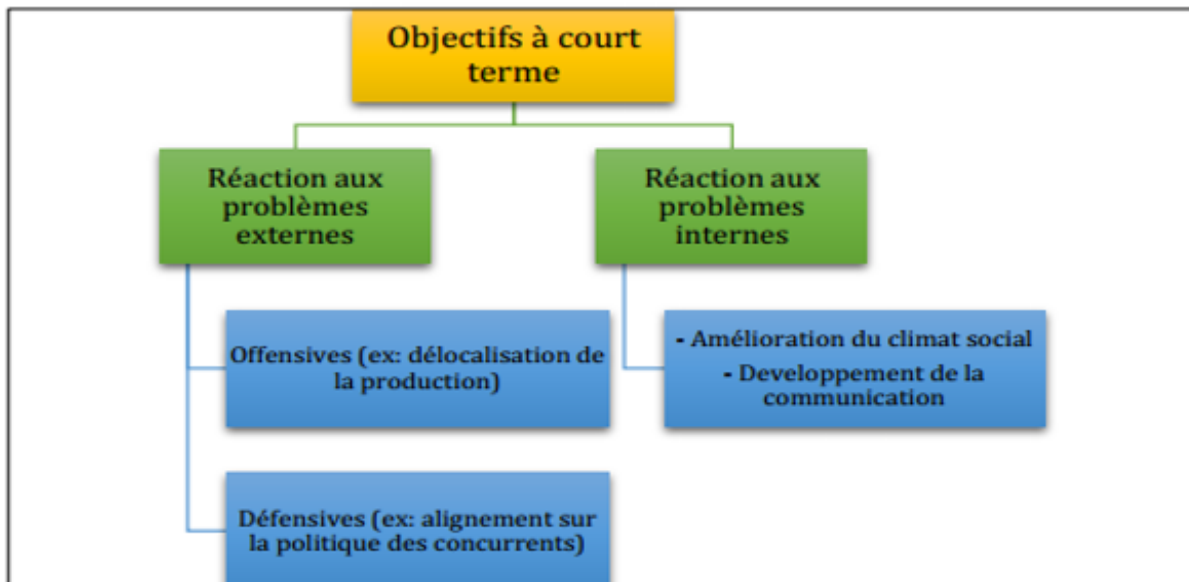 Objectifs à court
terme
Réaction aux
problèmes
externes
Réaction aux
problèmes
internes
Offensives (ex: délocalisation de
la production)
- Amélioration du climat social
- Developpement de la
communication
Défensives (ex: alignement sur
la politique des concurrents)